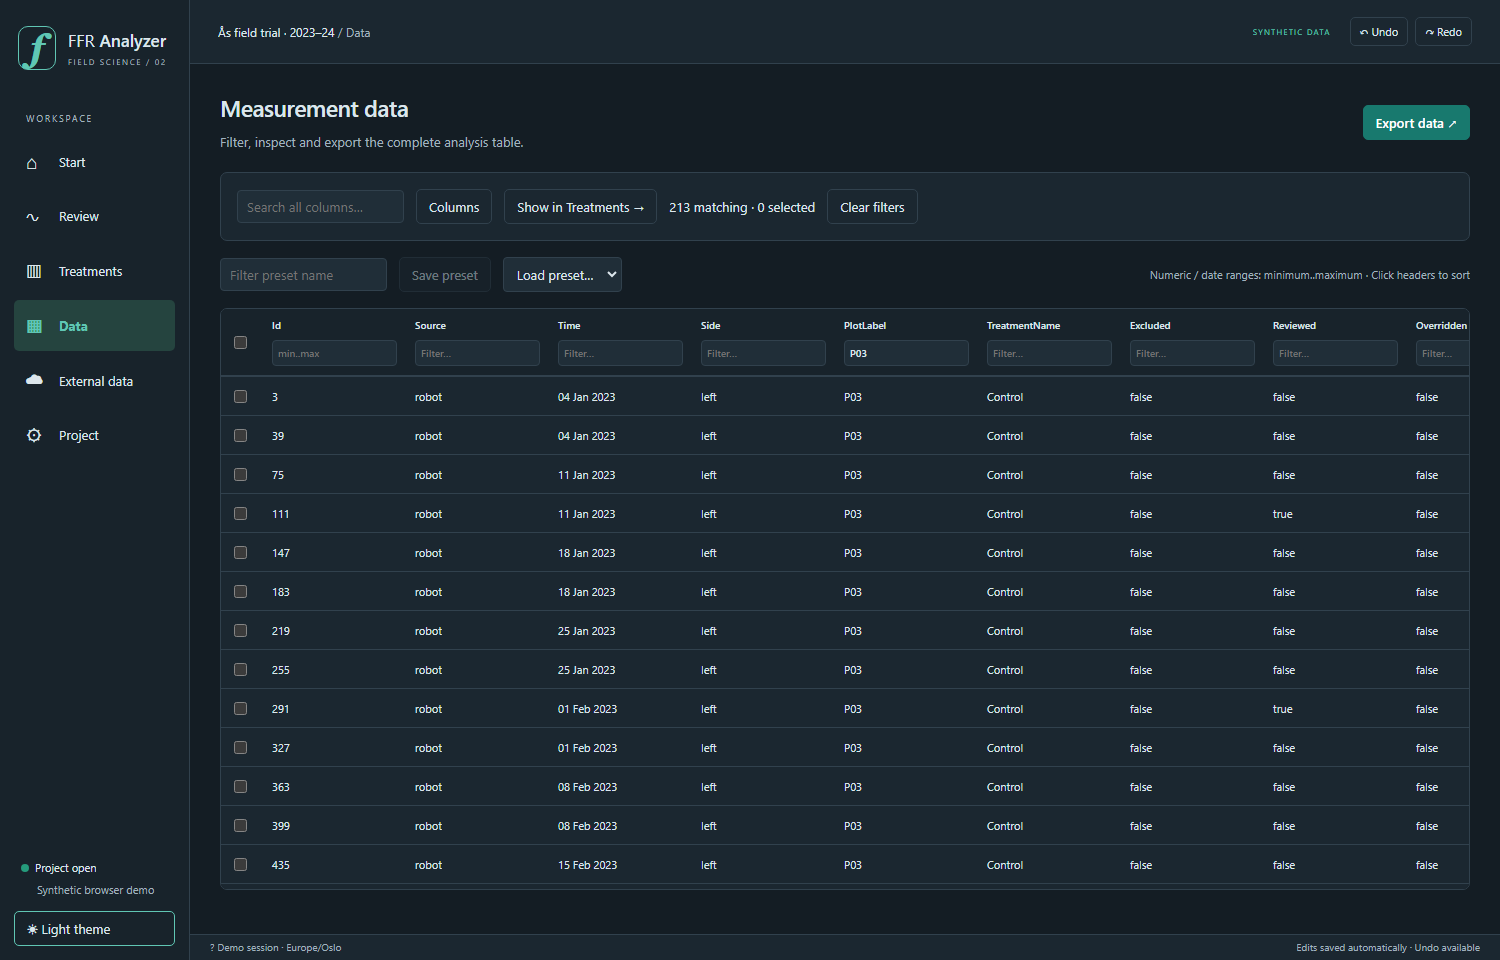 FFR Analyzer
FIELD SCIENCE / 02
WORKSPACE
Start
Review
Treatments
Data
External data
Project
Project open
Synthetic browser demo
☀ Light theme
Ås field trial · 2023–24 / Data
SYNTHETIC DATA
↶ Undo
↷ Redo
Measurement data
Filter, inspect and export the complete analysis table.
Export data ↗
Search all columns...
Columns
Show in Treatments →
213 matching · 0 selected
Clear filters
Filter preset name
Save preset
Load preset...
Numeric / date ranges: minimum..maximum · Click headers to sort
Id Source Time Side PlotLabel TreatmentName Excluded Reviewed Overridden
min..max Filter... Filter... Filter... P03 Filter... Filter... Filter... Filter...
3 robot 04 Jan 2023 left P03 Control false false false
39 robot 04 Jan 2023 left P03 Control false false false
75 robot 11 Jan 2023 left P03 Control false false false
111 robot 11 Jan 2023 left P03 Control false true false
147 robot 18 Jan 2023 left P03 Control false false false
183 robot 18 Jan 2023 left P03 Control false false false
219 robot 25 Jan 2023 left P03 Control false false false
255 robot 25 Jan 2023 left P03 Control false false false
291 robot 01 Feb 2023 left P03 Control false true false
327 robot 01 Feb 2023 left P03 Control false false false
363 robot 08 Feb 2023 left P03 Control false false false
399 robot 08 Feb 2023 left P03 Control false false false
435 robot 15 Feb 2023 left P03 Control false false false
? Demo session · Europe/Oslo
Edits saved automatically · Undo available